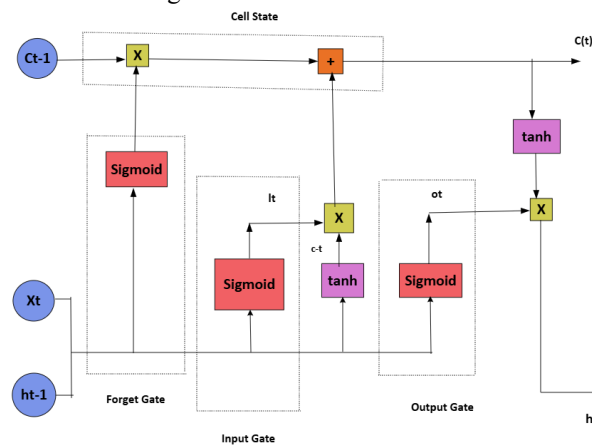 Cell State
C(t)
Ct-1
X
+
tanh
Sigmoid
It
ot
X
X
c-t
Sigmoid
tanh
Sigmoid
Xt
ht-1
Forget Gate
Output Gate
h
Input Gate